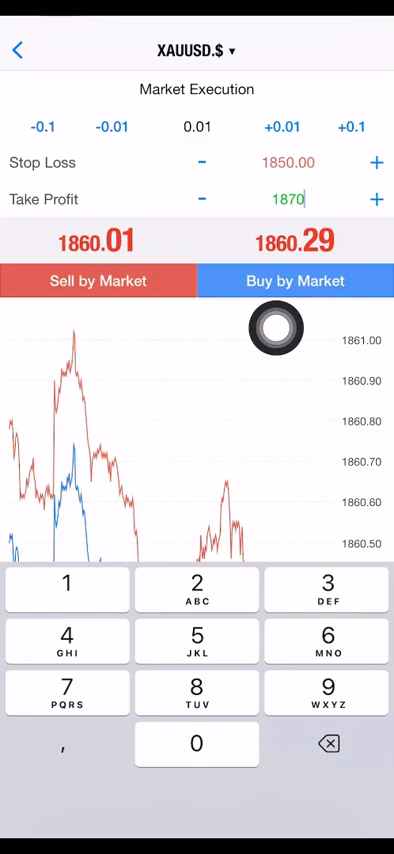 XAUUSD.$ ▾
Market Execution
-0.1 -0.01 0.01 +0.01 +0.1
Stop Loss - 1850.00 +
Take Profit - 1870 +
1860.01 1860.29
Sell by Market Buy by Market
1861.00
1860.90
1860.80
1860.70
1860.60
1860.50
1 2 3
ABC DEF
4 5 6
GHI JKL MNO
7 8 9
PQRS TUV WXYZ
, 0